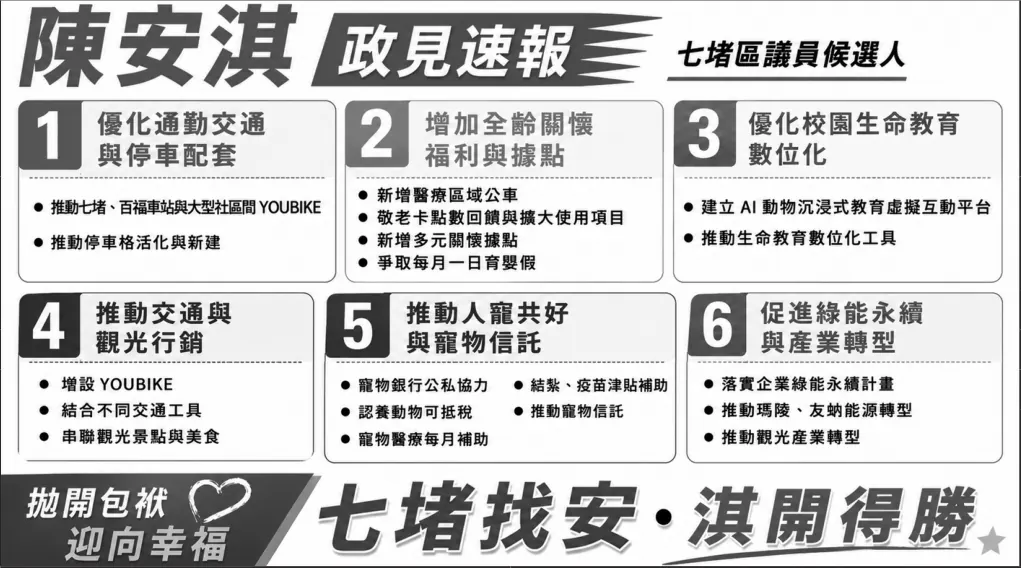 陳安淇 政見速報
七堵區議員候選人
1 優化通勤交通
與停車配套
● 推動七堵、百福車站與大型社區間 YOUBIKE
● 推動停車格活化與新建
2 增加全齡關懷
福利與據點
● 新增醫療區域公車
● 敬老卡點數回饋與擴大使用項目
● 新增多元關懷據點
● 爭取每月一日育嬰假
3 優化校園生命教育
數位化
● 建立 AI 動物沉浸式教育虛擬互動平台
● 推動生命教育數位化工具
4 推動交通與
觀光行銷
● 增設 YOUBIKE
● 結合不同交通工具
● 串聯觀光景點與美食
5 推動人寵共好
與寵物信託
● 寵物銀行公私協力
● 認養動物可抵稅
● 寵物醫療每月補助
● 結紮、疫苗津貼補助
● 推動寵物信託
6 促進綠能永續
與產業轉型
● 落實企業綠能永續計畫
● 推動瑪陵、友蚋能源轉型
● 推動觀光產業轉型
拋開包袱
迎向幸福
七堵找安・淇開得勝